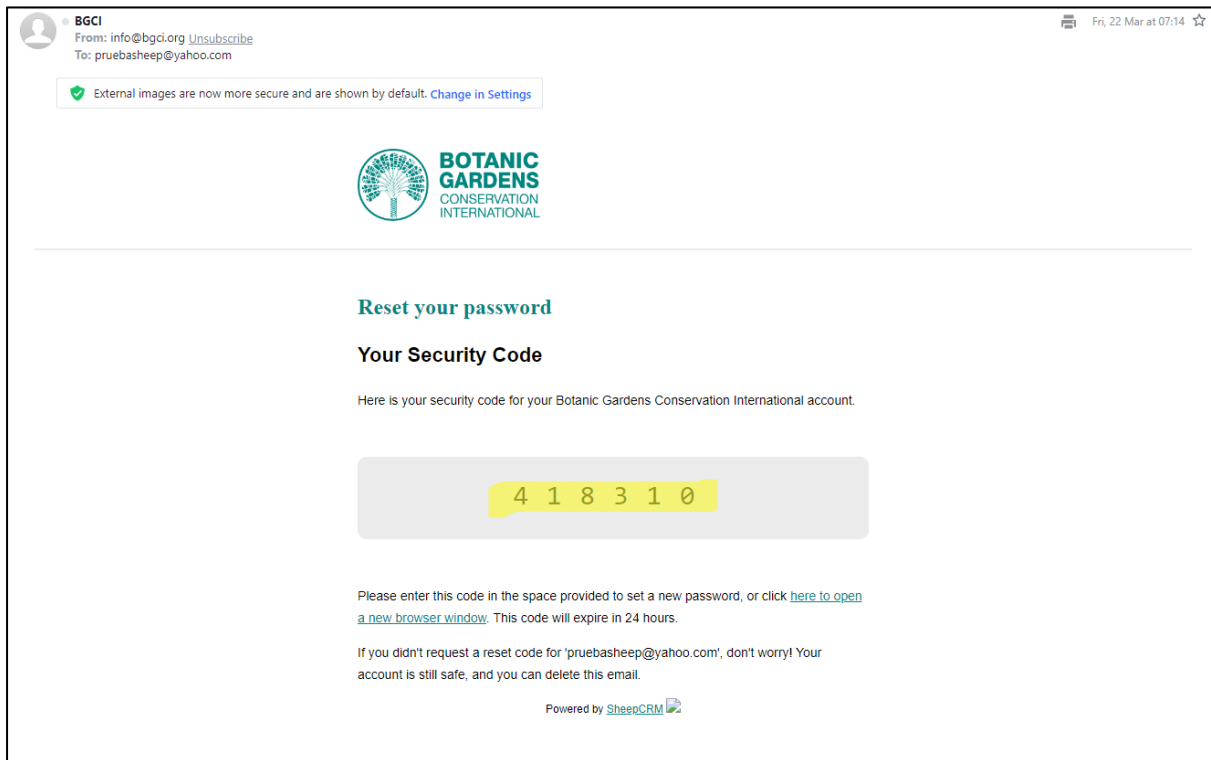 BGCI
Fri, 22 Mar at 07:14
From: info@bgci.org Unsubscribe
To: pruebasheep@yahoo.com
External images are now more secure and are shown by default. Change in Settings
BOTANIC
GARDENS
CONSERVATION
INTERNATIONAL
Reset your password
Your Security Code
Here is your security code for your Botanic Gardens Conservation International account.
4 1 8 3 1 0
Please enter this code in the space provided to set a new password, or click here to open
a new browser window. This code will expire in 24 hours.
If you didn't request a reset code for 'pruebasheep@yahoo.com', don't worry! Your
account is still safe, and you can delete this email.
Powered by SheepCRM